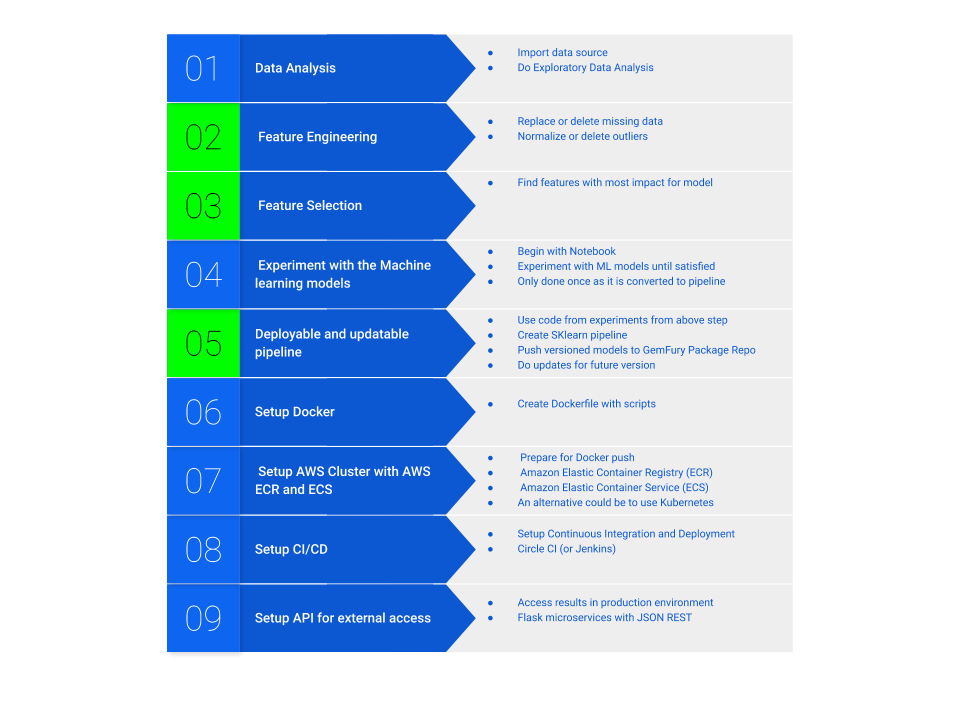 01
Data Analysis
● Import data source
● Do Exploratory Data Analysis
02
Feature Engineering
● Replace or delete missing data
● Normalize or delete outliers
03
Feature Selection
● Find features with most impact for model
04
Experiment with the Machine
learning models
● Begin with Notebook
● Experiment with ML models until satisfied
● Only done once as it is converted to pipeline
05
Deployable and updatable
pipeline
● Use code from experiments from above step
● Create SKlearn pipeline
● Push versioned models to GemFury Package Repo
● Do updates for future version
06
Setup Docker
● Create Dockerfile with scripts
07
Setup AWS Cluster with AWS
ECR and ECS
● Prepare for Docker push
● Amazon Elastic Container Registry (ECR)
● Amazon Elastic Container Service (ECS)
● An alternative could be to use Kubernetes
08
Setup CI/CD
● Setup Continuous Integration and Deployment
● Circle CI (or Jenkins)
09
Setup API for external access
● Access results in production environment
● Flask microservices with JSON REST